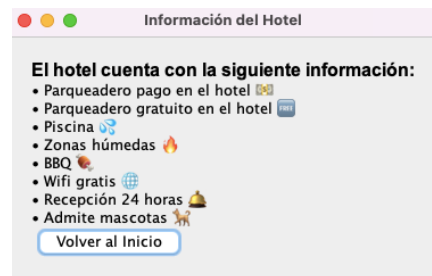 Información del Hotel
El hotel cuenta con la siguiente información:
• Parqueadero pago en el hotel 💵
• Parqueadero gratuito en el hotel 🆓
• Piscina 💦
• Zonas húmedas 🔥
• BBQ 🍖
• Wifi gratis 🌐
• Recepción 24 horas 🛎️
• Admite mascotas 🐕
Volver al Inicio